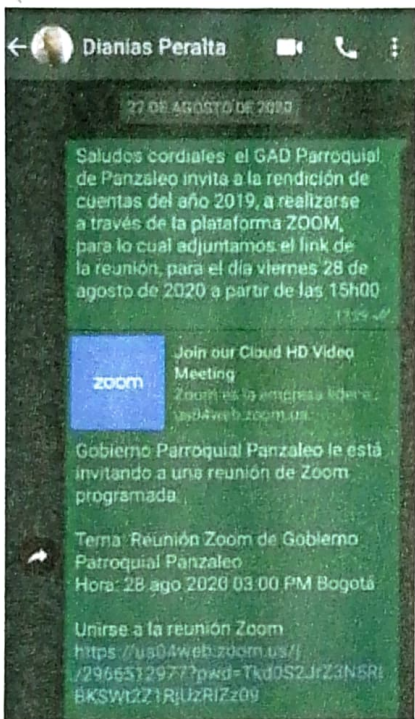 Dianias Peralta
27 DE AGOSTO DE 2020
Saludos cordiales el GAD Parroquial
de Panzaleo invita a la rendición de
cuentas del año 2019, a realizarse
a través de la plataforma ZOOM,
para lo cual adjuntamos el link de
la reunión, para el día viernes 28 de
agosto de 2020 a partir de las 15h00
zoom
Join our Cloud HD Video
Meeting
Zoom es la empresa líder e
us04web.zoom.us
Gobierno Parroquial Panzaleo le está
invitando a una reunión de Zoom
programada.
Tema: Reunión Zoom de Gobierno
Parroquial Panzaleo
Hora: 28 ago 2020 03:00 PM Bogotá
Unirse a la reunión Zoom
https://us04web.zoom.us/j